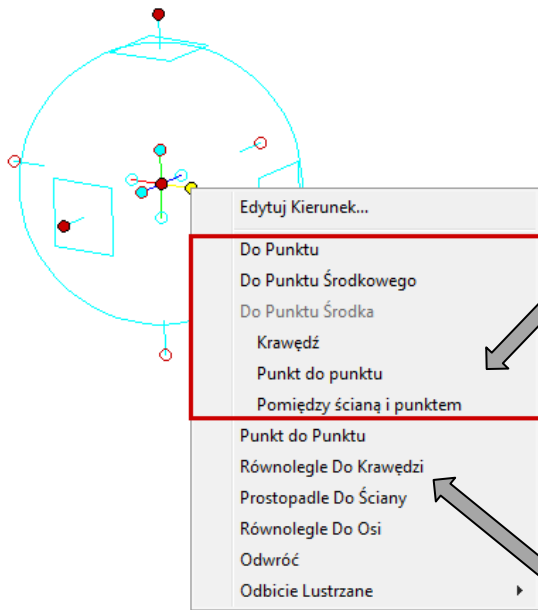 Edytuj Kierunek...
Do Punktu
Do Punktu Środkowego
Do Punktu Środka
Krawędź
Punkt do punktu
Pomiędzy ścianą i punktem
Punkt do Punktu
Równolegle Do Krawędzi
Prostopadle Do Ściany
Równolegle Do Osi
Odwróć
Odbicie Lustrzane